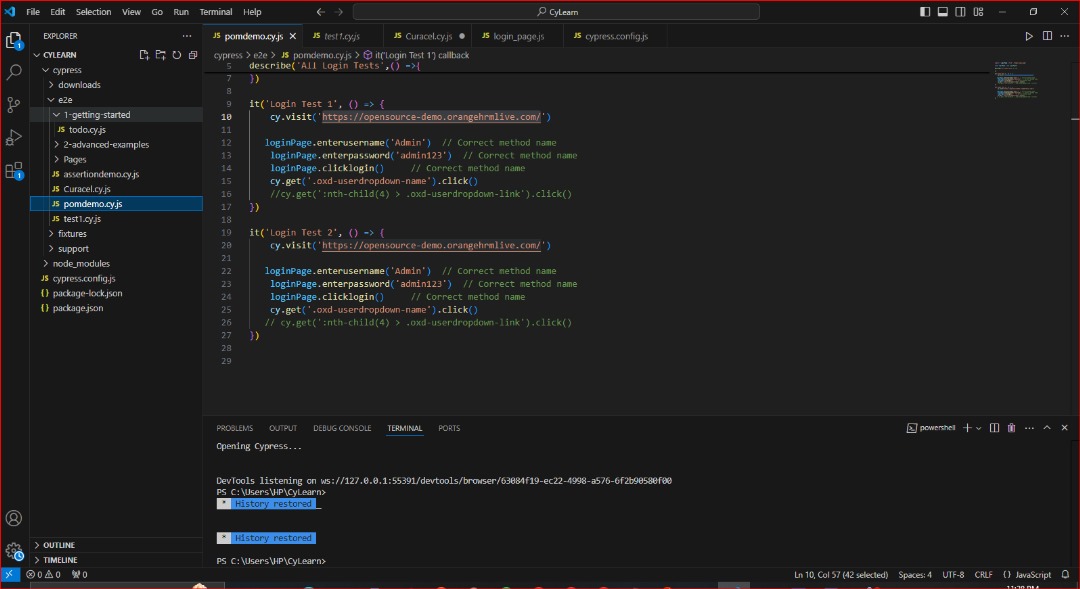 File Edit Selection View Go Run Terminal Help
CyLearn
EXPLORER
pomdemo.cy.js
test1.cy.js
Curacel.cy.js
login_page.js
cypress.config.js
CYLEARN
cypress
downloads
e2e
1-getting-started
todo.cy.js
2-advanced-examples
Pages
assertiondemo.cy.js
Curacel.cy.js
pomdemo.cy.js
test1.cy.js
fixtures
support
node_modules
cypress.config.js
package-lock.json
package.json
OUTLINE
TIMELINE
cypress > e2e > pomdemo.cy.js > it('Login Test 1') callback
5 describe('All Login Tests',() =>{
7 })
8
9 it('Login Test 1', () => {
10 cy.visit('https://opensource-demo.orangehrmlive.com/')
11
12 loginPage.enterusername('Admin') // Correct method name
13 loginPage.enterpassword('admin123') // Correct method name
14 loginPage.clicklogin() // Correct method name
15 cy.get('.oxd-userdropdown-name').click()
16 //cy.get(':nth-child(4) > .oxd-userdropdown-link').click()
17 })
18
19 it('Login Test 2', () => {
20 cy.visit('https://opensource-demo.orangehrmlive.com/')
21
22 loginPage.enterusername('Admin') // Correct method name
23 loginPage.enterpassword('admin123') // Correct method name
24 loginPage.clicklogin() // Correct method name
25 cy.get('.oxd-userdropdown-name').click()
26 // cy.get(':nth-child(4) > .oxd-userdropdown-link').click()
27 })
28
29
PROBLEMS OUTPUT DEBUG CONSOLE TERMINAL PORTS
powershell
Opening Cypress...
DevTools listening on ws://127.0.0.1:55391/devtools/browser/63084f19-ec22-4998-a576-6f2b90580f00
PS C:\Users\HP\CyLearn>
* History restored
* History restored
PS C:\Users\HP\CyLearn>
0 0 0
Ln 10, Col 57 (42 selected) Spaces: 4 UTF-8 CRLF {} JavaScript